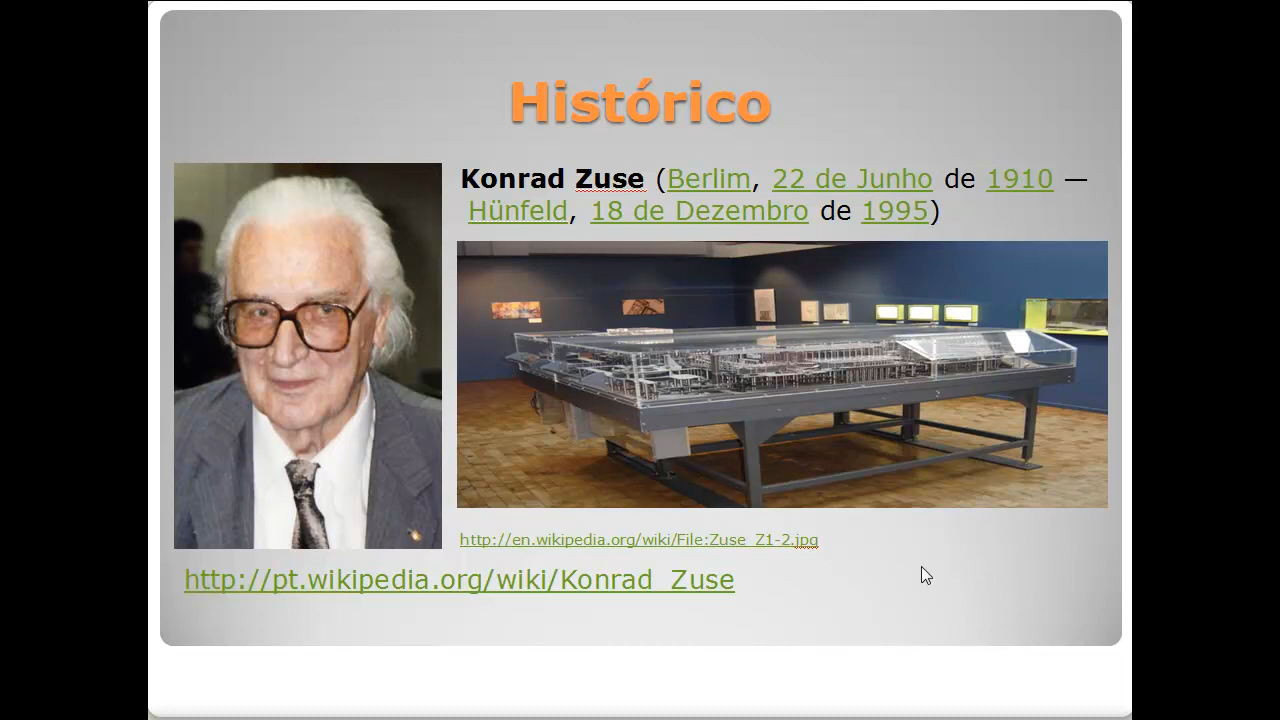 Histórico
Konrad Zuse (Berlim, 22 de Junho de 1910 —
Hünfeld, 18 de Dezembro de 1995)
http://en.wikipedia.org/wiki/File:Zuse_Z1-2.jpg
http://pt.wikipedia.org/wiki/Konrad_Zuse